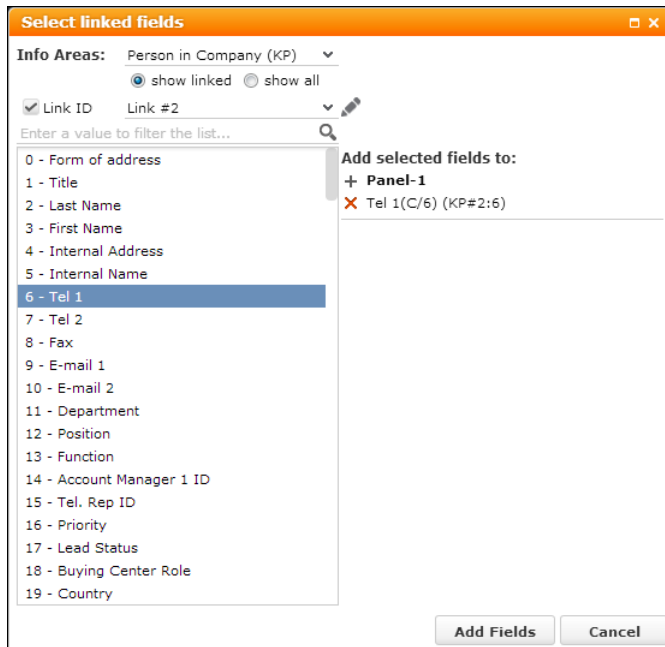 Select linked fields
Info Areas: Person in Company (KP)
show linked show all
Link ID Link #2
Enter a value to filter the list...
0 - Form of address
1 - Title
2 - Last Name
3 - First Name
4 - Internal Address
5 - Internal Name
6 - Tel 1
7 - Tel 2
8 - Fax
9 - E-mail 1
10 - E-mail 2
11 - Department
12 - Position
13 - Function
14 - Account Manager 1 ID
15 - Tel. Rep ID
16 - Priority
17 - Lead Status
18 - Buying Center Role
19 - Country
Add selected fields to:
+ Panel-1
Tel 1(C/6) (KP#2:6)
Add Fields Cancel